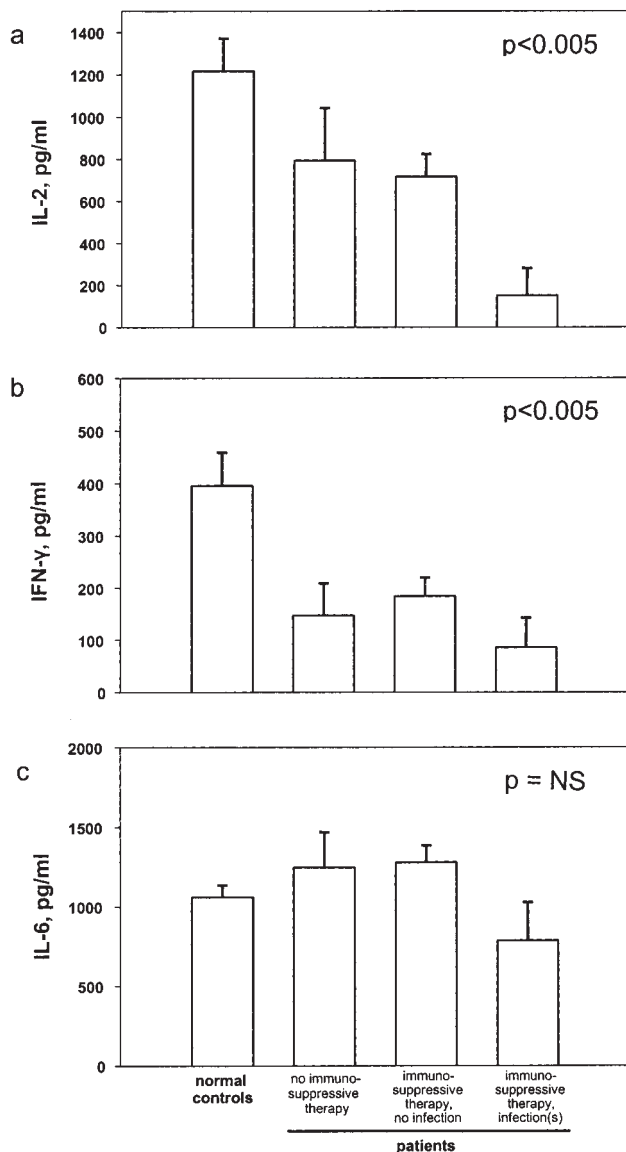 a
p<0.005
IL-2, pg/ml
1400
1200
1000
800
600
400
200
0
b
p<0.005
IFN-γ, pg/ml
600
500
400
300
200
100
0
c
p = NS
IL-6, pg/ml
2000
1500
1000
500
0
normal
controls
no immuno-
suppressive
therapy
immuno-
suppressive
therapy,
no infection
immuno-
suppressive
therapy,
infection(s)
patients